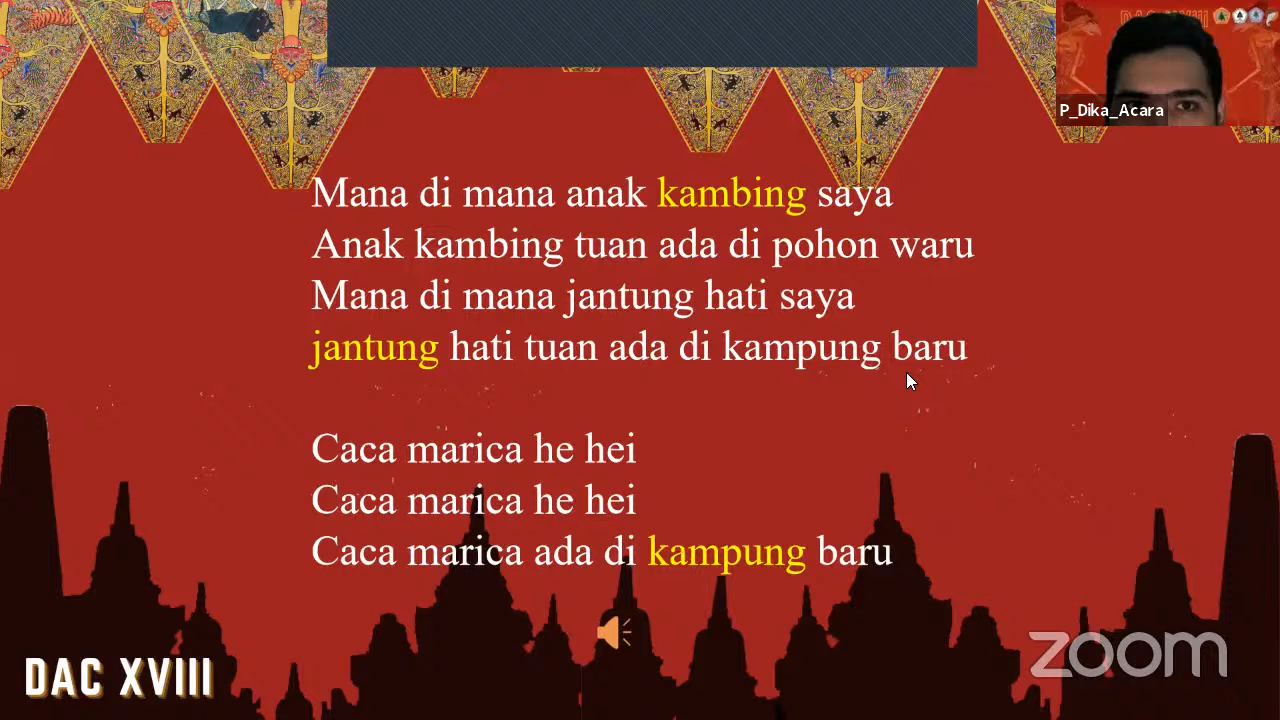 P_Dika_Acara
Mana di mana anak kambing saya
Anak kambing tuan ada di pohon waru
Mana di mana jantung hati saya
jantung hati tuan ada di kampung baru
Caca marica he hei
Caca marica he hei
Caca marica ada di kampung baru
DAC XVIII
zoom